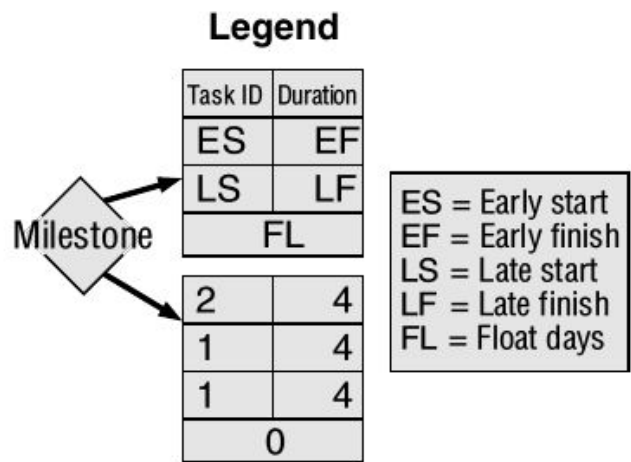 Legend
Task ID Duration
ES EF
LS LF
FL
Milestone
2 4
1 4
1 4
0
ES = Early start
EF = Early finish
LS = Late start
LF = Late finish
FL = Float days